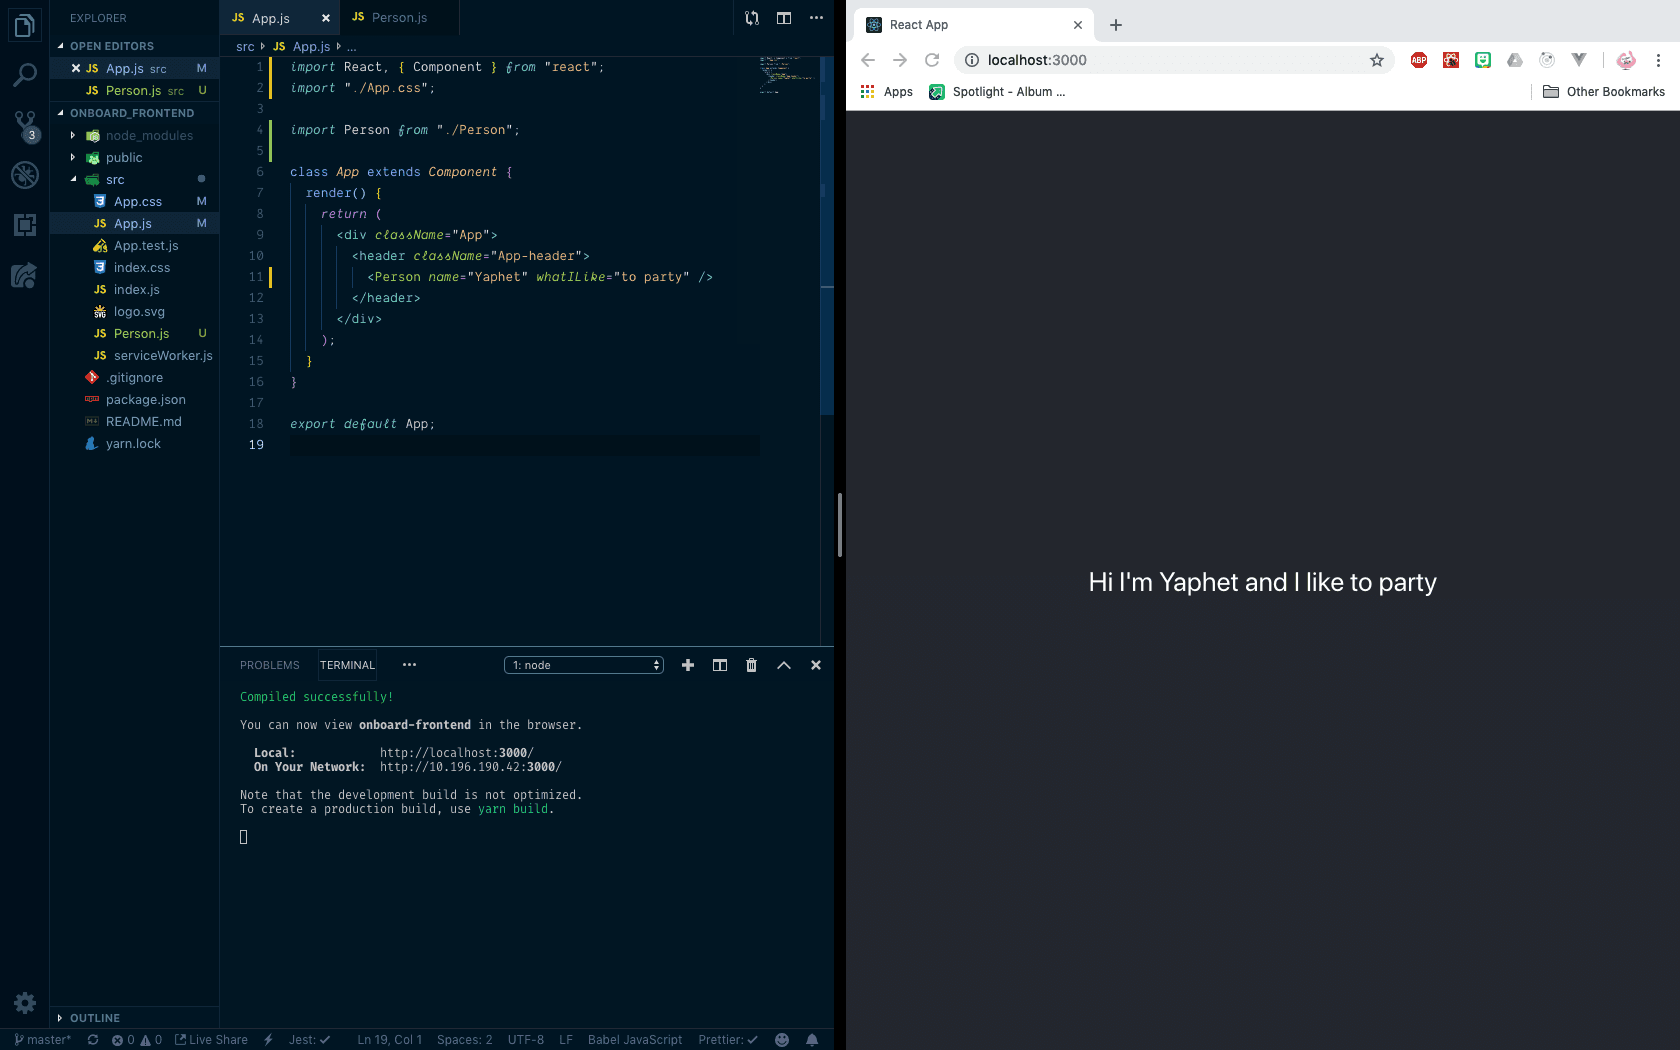 EXPLORER
OPEN EDITORS
App.js src M
Person.js src U
ONBOARD_FRONTEND
node_modules
public
src
App.css M
App.js M
App.test.js
index.css
index.js
logo.svg
Person.js U
serviceWorker.js
.gitignore
package.json
README.md
yarn.lock
OUTLINE
3
JS App.js
JS Person.js
src JS App.js ...
1 import React, { Component } from "react";
2 import "./App.css";
3
4 import Person from "./Person";
5
6 class App extends Component {
7 render() {
8 return (
9 <div className="App">
10 <header className="App-header">
11 <Person name="Yaphet" whatILike="to party" />
12 </header>
13 </div>
14 );
15 }
16 }
17
18 export default App;
19
PROBLEMS TERMINAL ... 1: node
Compiled successfully!
You can now view onboard-frontend in the browser.
Local: http://localhost:3000/
On Your Network: http://10.196.190.42:3000/
Note that the development build is not optimized.
To create a production build, use yarn build.
master* 0 0 Live Share Jest: Ln 19, Col 1 Spaces: 2 UTF-8 LF Babel JavaScript Prettier:
React App
localhost:3000
ABP
Apps Spotlight - Album ... Other Bookmarks
Hi I'm Yaphet and I like to party